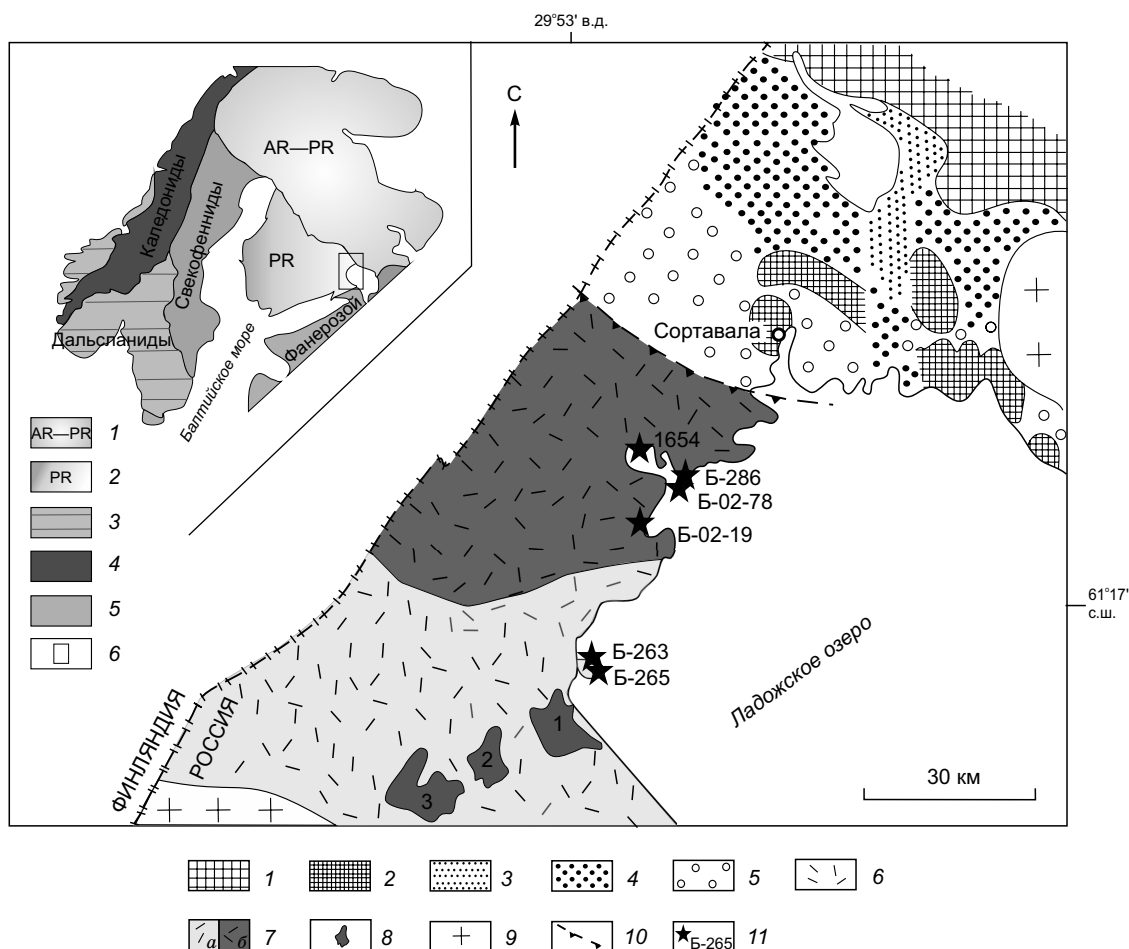 29°53' в.д.
С
AR—PR
Каледониды
Свекофенниды
PR
Дальспаниды
Фанерозой
Балтийское море
AR—PR 1
PR 2
3
4
5
6
Сортавала
1654
Б-286
Б-02-78
Б-02-19
61°17'
с.ш.
Б-263
Б-265
Ладожское озеро
ФИНЛЯНДИЯ
РОССИЯ
1
2
3
30 км
1 2 3 4 5 6
а б 7 8 9 10 Б-265 11